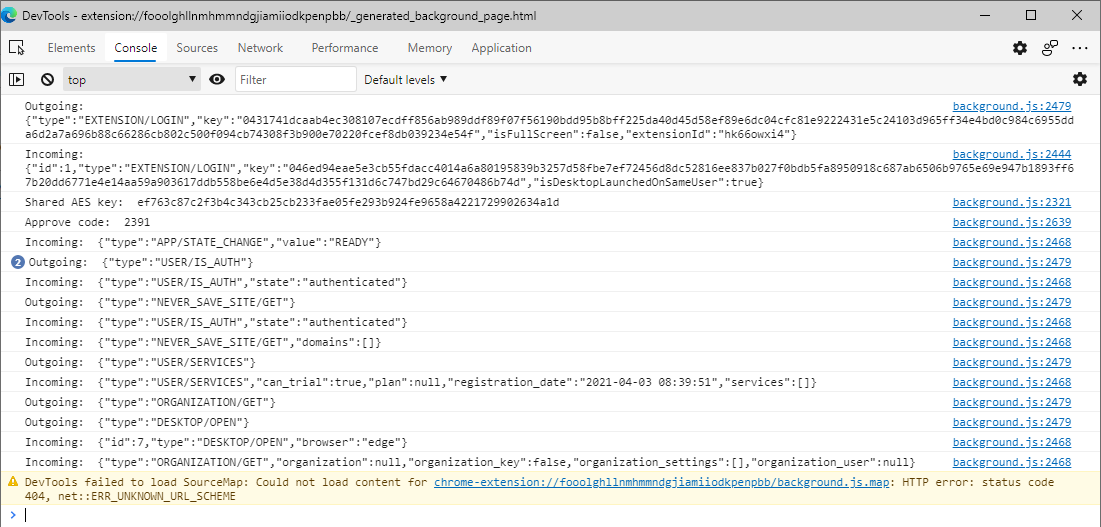 DevTools - extension://fooolghllnmhmmndgjiamiiodkpenpbb/_generated_background_page.html
Elements Console Sources Network Performance Memory Application
top Filter Default levels
Outgoing: background.js:2479
{"type":"EXTENSION/LOGIN","key":"0431741dcaab4ec308107ecdff856ab989ddf89f07f56190bdd95b8bff225da40d45d58ef89e6dc04cfc81e9222431e5c24103d965ff34e4bd0c984c6955dd
a6d2a7a696b88c66286cb802c500f094cb74308f3b900e70220fcef8db039234e54f","isFullScreen":false,"extensionId":"hk66owxi4"}
Incoming: background.js:2444
{"id":1,"type":"EXTENSION/LOGIN","key":"046ed94eae5e3cb55fdacc4014a6a80195839b3257d58fbe7ef72456d8dc52816ee837b027f0bdb5fa8950918c687ab6506b9765e69e947b1893ff6
7b20dd6771e4e14aa59a903617ddb558be6e4d5e38d4d355f131d6c747bd29c64670486b74d","isDesktopLaunchedOnSameUser":true}
Shared AES key: ef763c87c2f3b4c343cb25cb233fae05fe293b924fe9658a4221729902634a1d background.js:2321
Approve code: 2391 background.js:2639
Incoming: {"type":"APP/STATE_CHANGE","value":"READY"} background.js:2468
2 Outgoing: {"type":"USER/IS_AUTH"} background.js:2479
Incoming: {"type":"USER/IS_AUTH","state":"authenticated"} background.js:2468
Outgoing: {"type":"NEVER_SAVE_SITE/GET"} background.js:2479
Incoming: {"type":"USER/IS_AUTH","state":"authenticated"} background.js:2468
Incoming: {"type":"NEVER_SAVE_SITE/GET","domains":[]} background.js:2468
Outgoing: {"type":"USER/SERVICES"} background.js:2479
Incoming: {"type":"USER/SERVICES","can_trial":true,"plan":null,"registration_date":"2021-04-03 08:39:51","services":[]} background.js:2468
Outgoing: {"type":"ORGANIZATION/GET"} background.js:2479
Outgoing: {"type":"DESKTOP/OPEN"} background.js:2479
Incoming: {"id":7,"type":"DESKTOP/OPEN","browser":"edge"} background.js:2468
Incoming: {"type":"ORGANIZATION/GET","organization":null,"organization_key":false,"organization_settings":[],"organization_user":null} background.js:2468
DevTools failed to load SourceMap: Could not load content for chrome-extension://fooolghllnmhmmndgjiamiiodkpenpbb/background.js.map: HTTP error: status code
404, net::ERR_UNKNOWN_URL_SCHEME